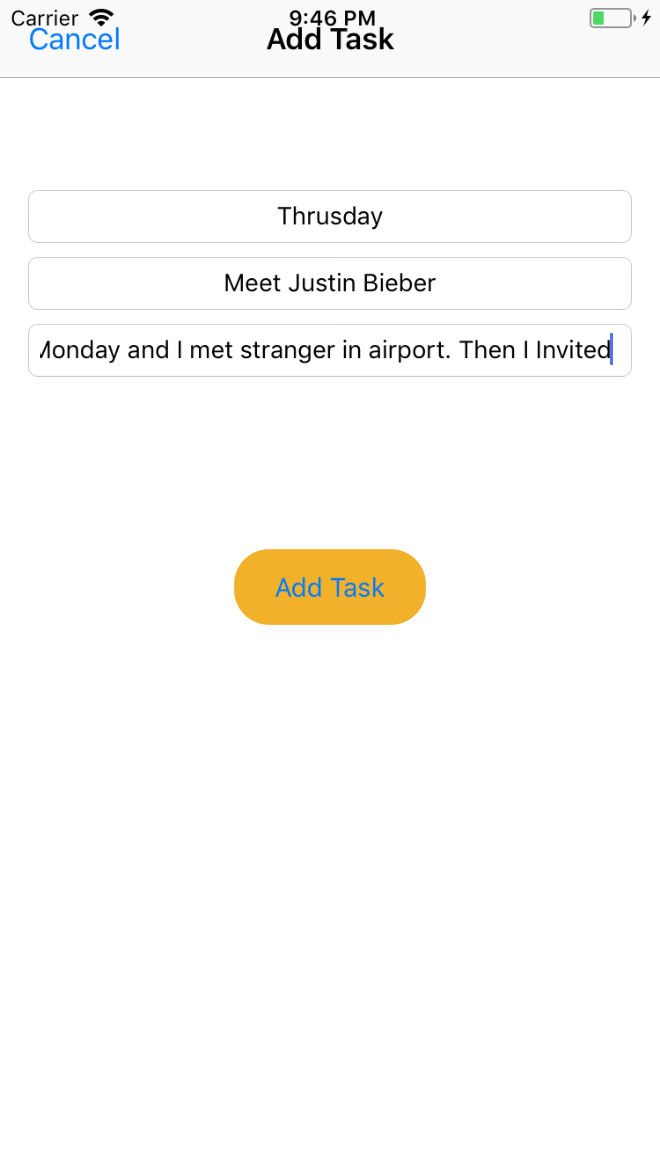 Carrier 9:46 PM
Cancel Add Task
Thrusday
Meet Justin Bieber
Monday and I met stranger in airport. Then I Invited
Add Task